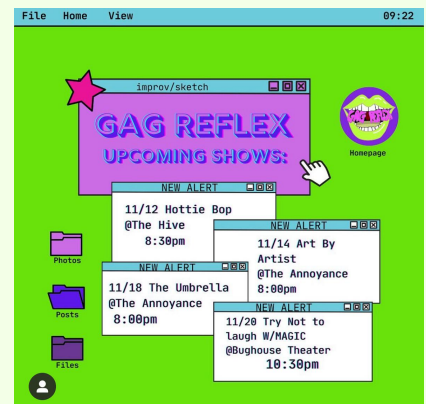 File Home View 09:22
improv/sketch
GAG REFLEX
UPCOMING SHOWS:
Homepage
NEW ALERT
11/12 Hottie Bop
@The Hive
8:30pm
NEW ALERT
11/14 Art By
Artist
@The Annoyance
8:00pm
Photos
NEW ALERT
11/18 The Umbrella
@The Annoyance
8:00pm
Posts
NEW ALERT
11/20 Try Not to
laugh W/MAGIC
@Bughouse Theater
10:30pm
Files